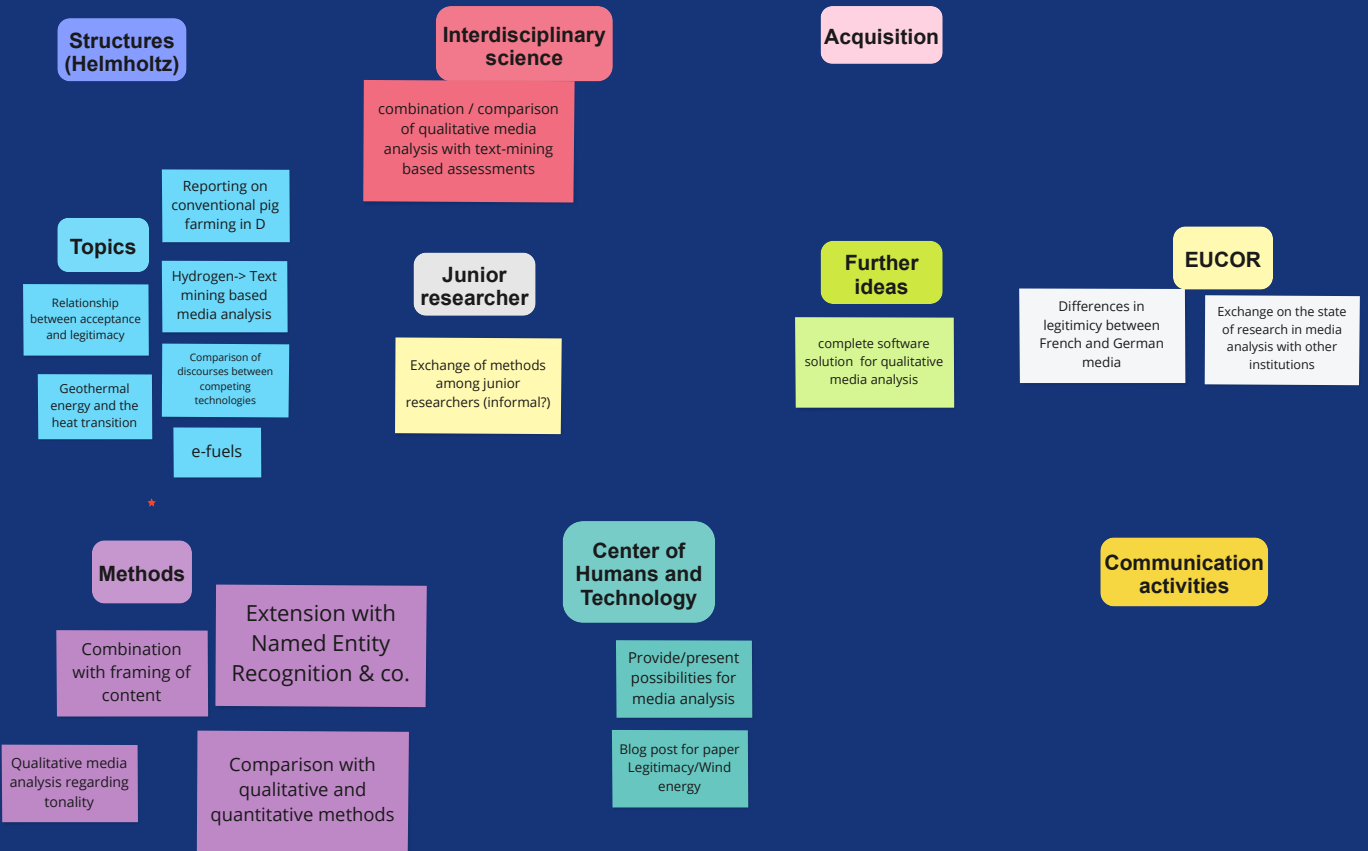 Structures
(Helmholtz)
Interdisciplinary
science
combination / comparison
of qualitative media
analysis with text-mining
based assessments
Acquisition
Topics
Reporting on
conventional pig
farming in D
Hydrogen-> Text
mining based
media analysis
Relationship
between acceptance
and legitimacy
Comparison of
discourses between
competing
technologies
Geothermal
energy and the
heat transition
e-fuels
Junior
researcher
Exchange of methods
among junior
researchers (informal?)
Further
ideas
complete software
solution for qualitative
media analysis
EUCOR
Differences in
legitimicy between
French and German
media
Exchange on the state
of research in media
analysis with other
institutions
Methods
Combination
with framing of
content
Extension with
Named Entity
Recognition & co.
Qualitative media
analysis regarding
tonality
Comparison with
qualitative and
quantitative methods
Center of
Humans and
Technology
Provide/present
possibilities for
media analysis
Blog post for paper
Legitimacy/Wind
energy
Communication
activities